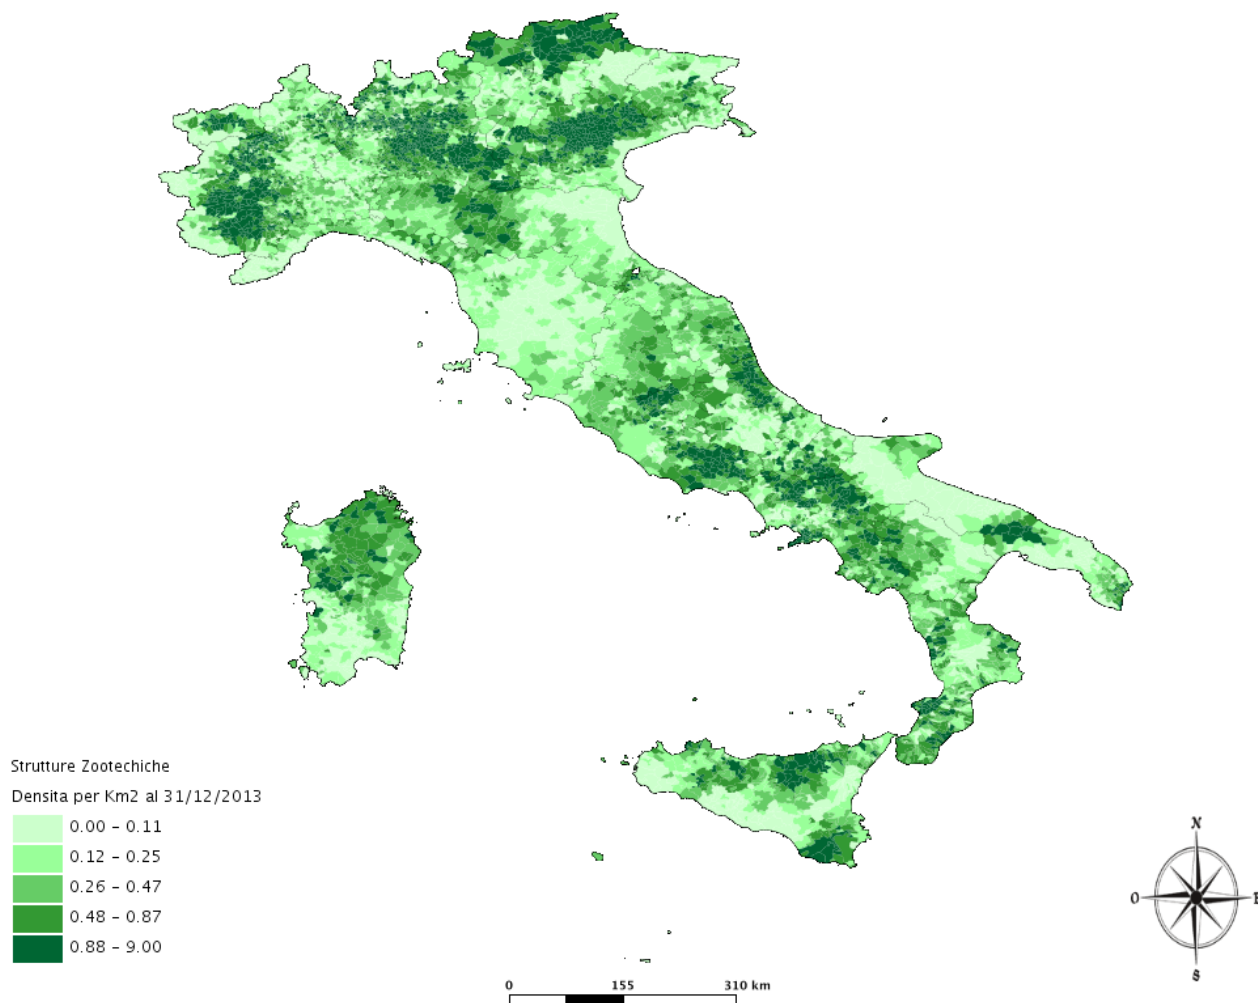 Strutture Zootechiche
Densita per Km2 al 31/12/2013
0.00 – 0.11
0.12 – 0.25
0.26 – 0.47
0.48 – 0.87
0.88 – 9.00
N
O
E
S
0 155 310 km